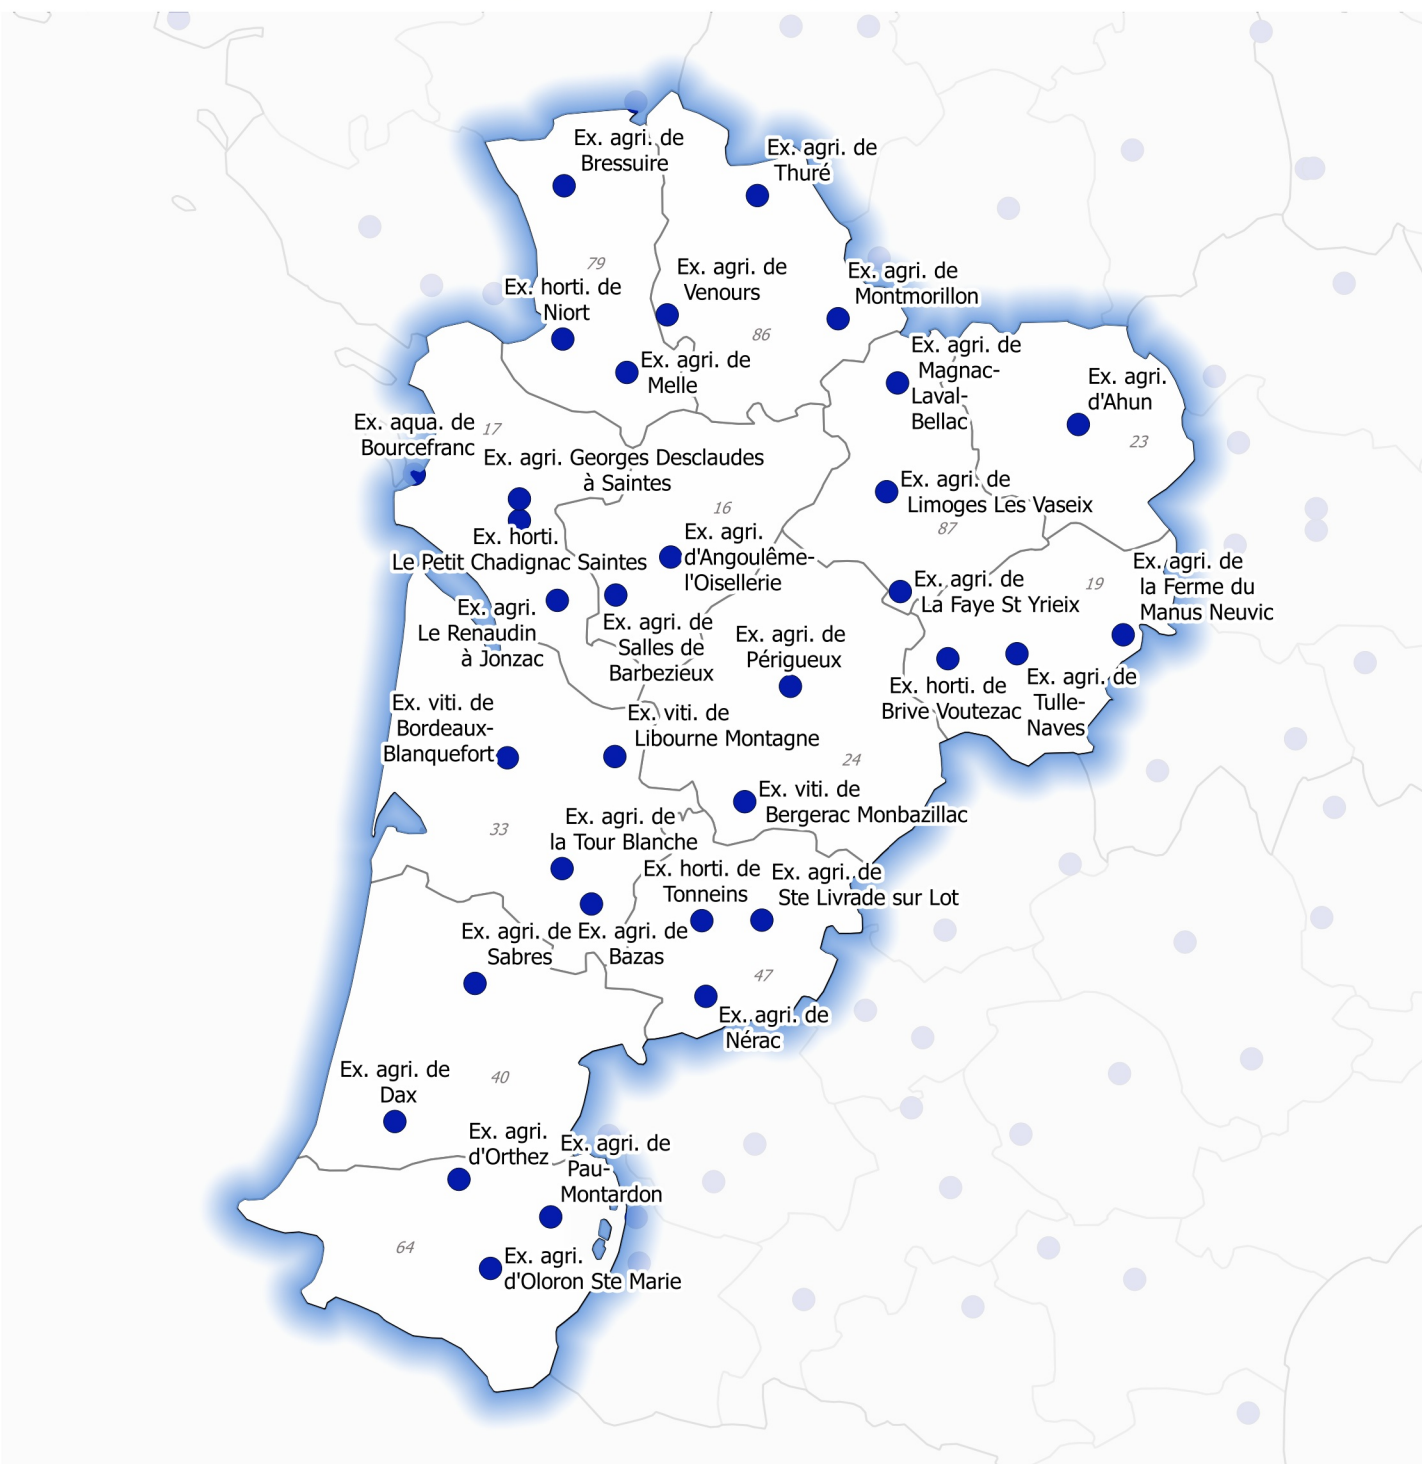 Ex. agri. de
Bressuire
Ex. agri. de
Thuré
79
Ex. horti. de
Niort
Ex. agri. de
Venours
Ex. agri. de
Montmorillon
86
Ex. agri. de
Melle
Ex. agri. de
Magnac-
Laval-
Bellac
Ex. agri.
d'Ahun
23
Ex. aqua. de
Bourcefranc
17
Ex. agri. Georges Desclaudes
à Saintes
16
Ex. agri. de
Limoges Les Vaseix
87
Ex. horti.
Le Petit Chadignac Saintes
Ex. agri.
d'Angoulême-
l'Oisellerie
Ex. agri. de
La Faye St Yrieix
19
Ex. agri. de
la Ferme du
Manus Neuvic
Ex. agri.
Le Renaudin
à Jonzac
Ex. agri. de
Salles de
Barbezieux
Ex. agri. de
Périgueux
Ex. horti. de
Brive Voutezac
Ex. agri. de
Tulle-
Naves
Ex. viti. de
Bordeaux-
Blanquefort
Ex. viti. de
Libourne Montagne
24
Ex. viti. de
Bergerac Monbazillac
33
Ex. agri. de
la Tour Blanche
Ex. horti. de
Tonneins
Ex. agri. de
Ste Livrade sur Lot
Ex. agri. de
Sabres
Ex. agri. de
Bazas
47
Ex. agri. de
Nérac
Ex. agri. de
Dax
40
Ex. agri.
d'Orthez
Ex. agri. de
Pau-
Montardon
64
Ex. agri.
d'Oloron Ste Marie